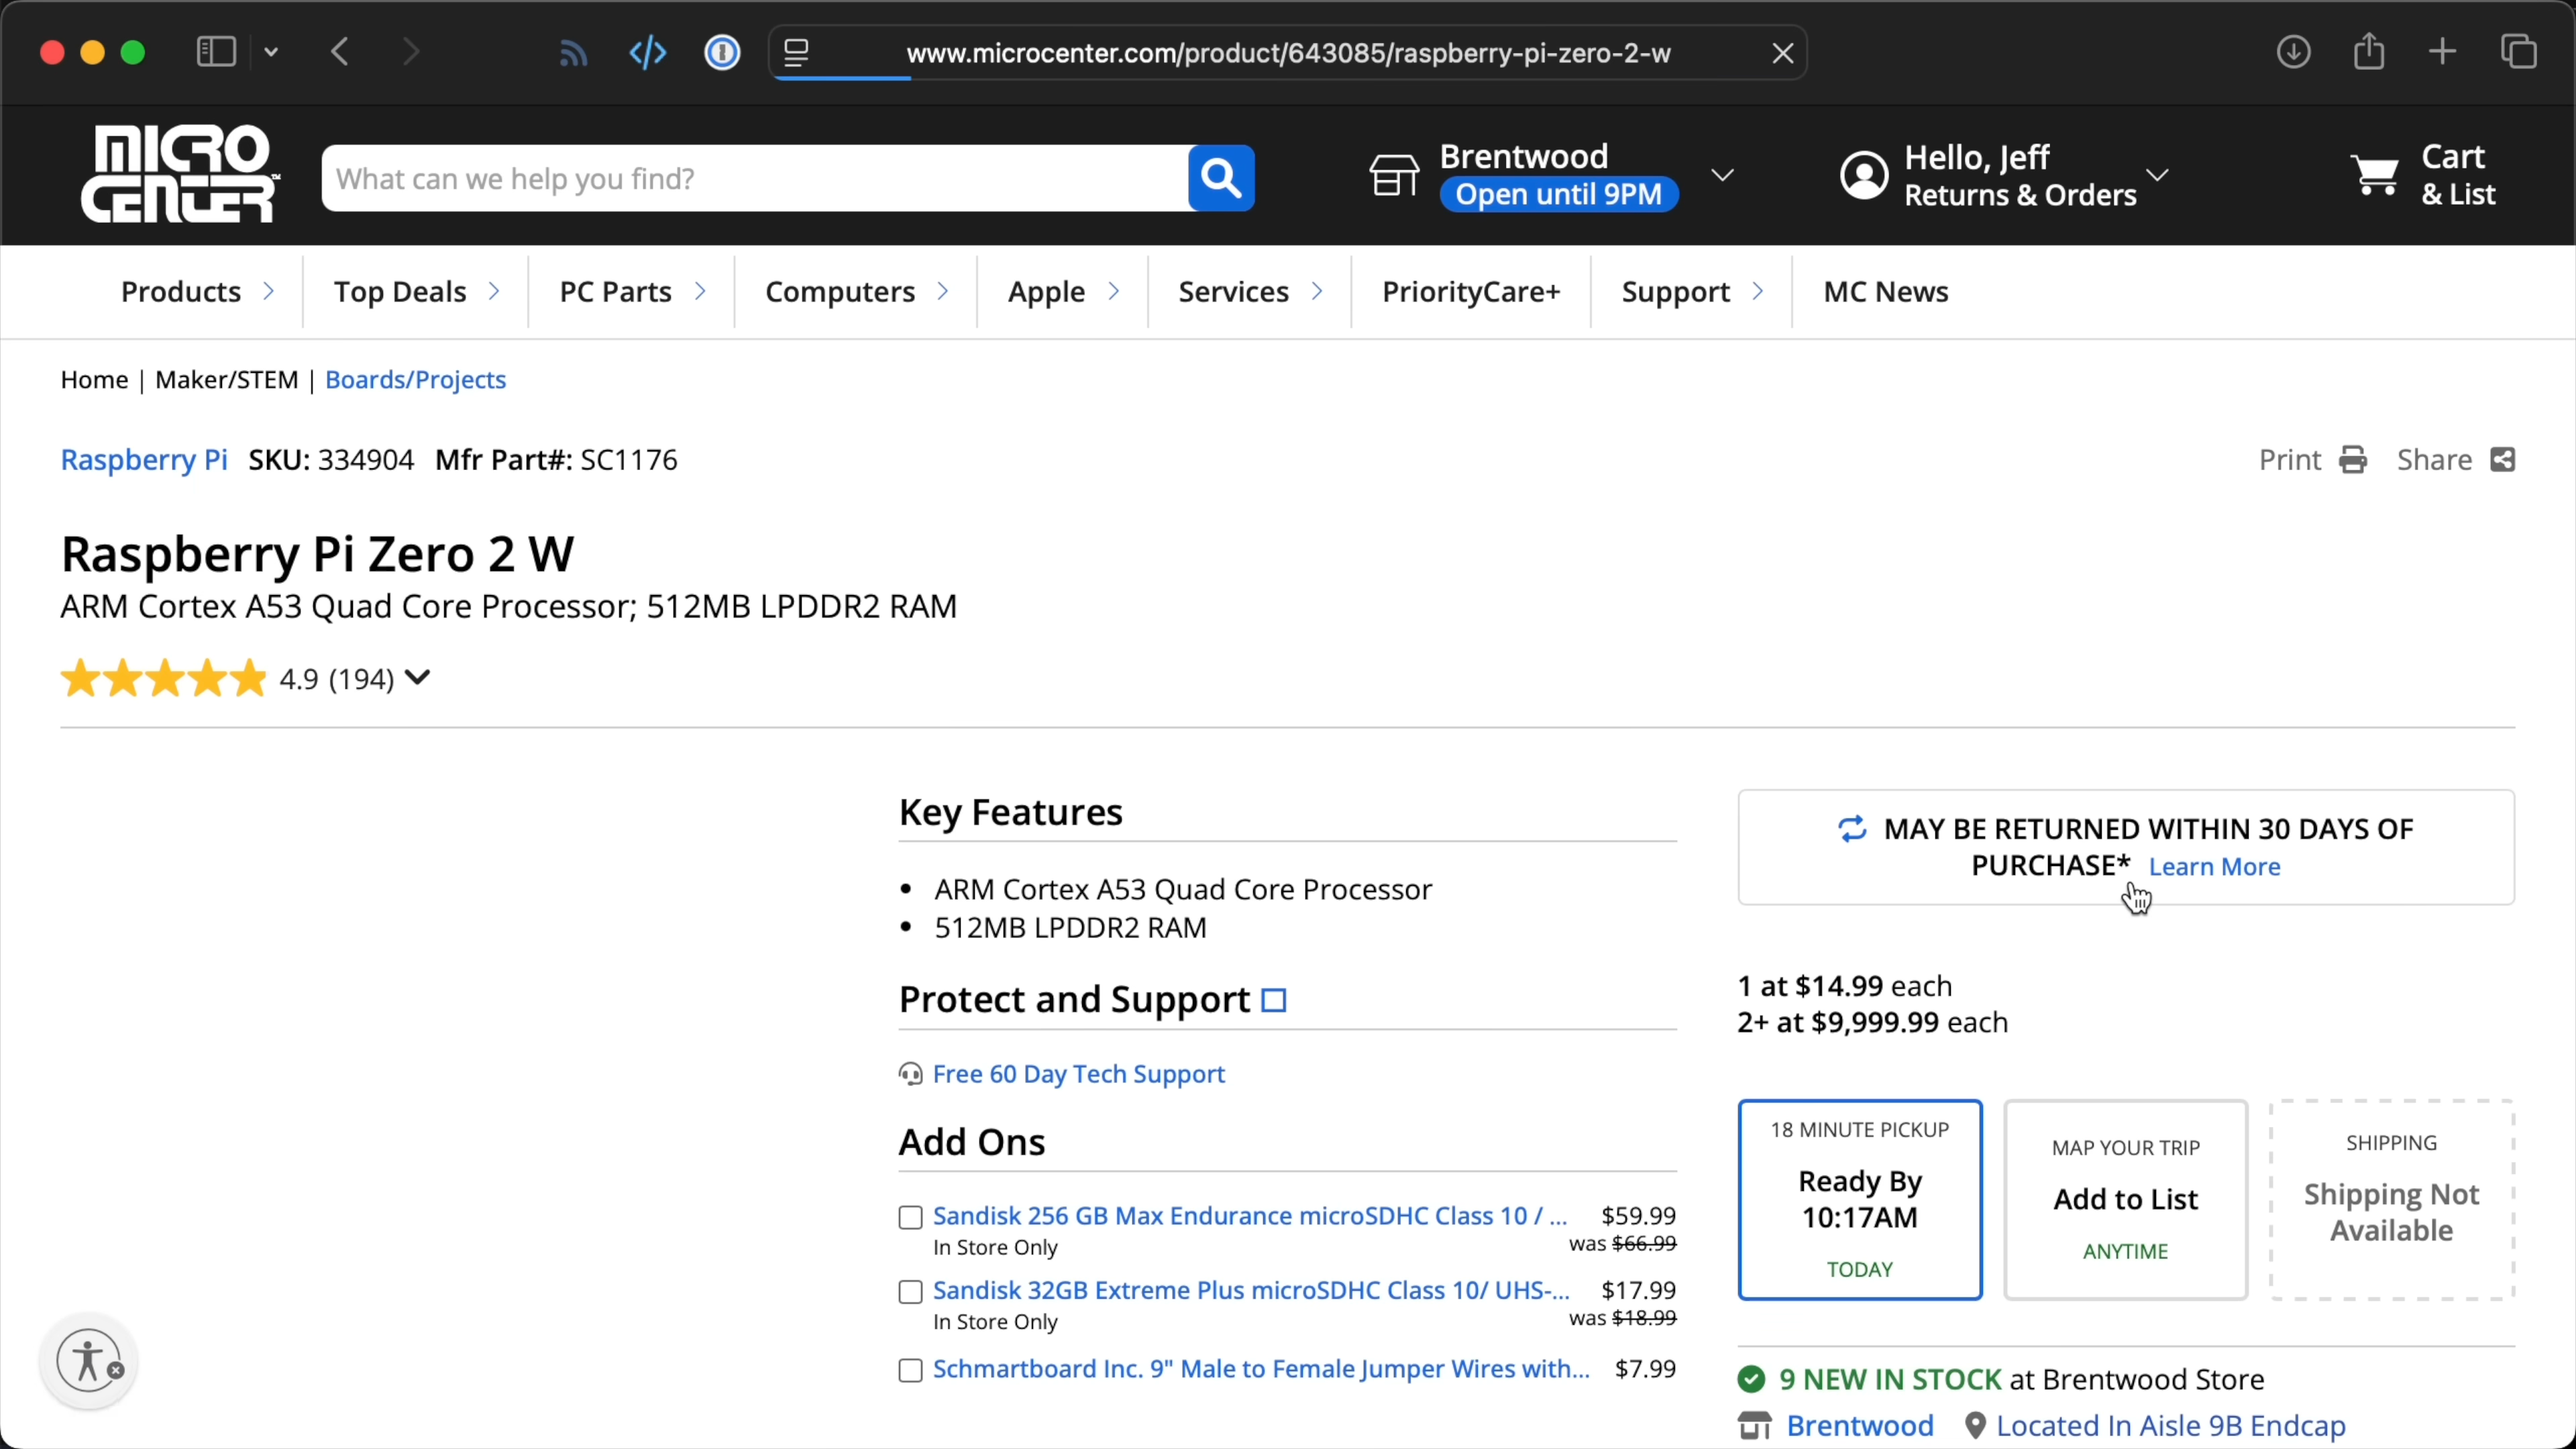 www.microcenter.com/product/643085/raspberry-pi-zero-2-w
MICRO CENTER
What can we help you find?
Brentwood
Open until 9PM
Hello, Jeff
Returns & Orders
Cart
& List
Products
Top Deals
PC Parts
Computers
Apple
Services
PriorityCare+
Support
MC News
Home | Maker/STEM | Boards/Projects
Raspberry Pi SKU: 334904 Mfr Part#: SC1176
Print
Share
Raspberry Pi Zero 2 W
ARM Cortex A53 Quad Core Processor; 512MB LPDDR2 RAM
4.9 (194)
Key Features
• ARM Cortex A53 Quad Core Processor
• 512MB LPDDR2 RAM
Protect and Support
Free 60 Day Tech Support
Add Ons
Sandisk 256 GB Max Endurance microSDHC Class 10 / ... $59.99
In Store Only was $66.99
Sandisk 32GB Extreme Plus microSDHC Class 10/ UHS-... $17.99
In Store Only was $18.99
Schmartboard Inc. 9" Male to Female Jumper Wires with... $7.99
MAY BE RETURNED WITHIN 30 DAYS OF
PURCHASE* Learn More
1 at $14.99 each
2+ at $9,999.99 each
18 MINUTE PICKUP
Ready By
10:17AM
TODAY
MAP YOUR TRIP
Add to List
ANYTIME
SHIPPING
Shipping Not
Available
9 NEW IN STOCK at Brentwood Store
Brentwood Located In Aisle 9B Endcap